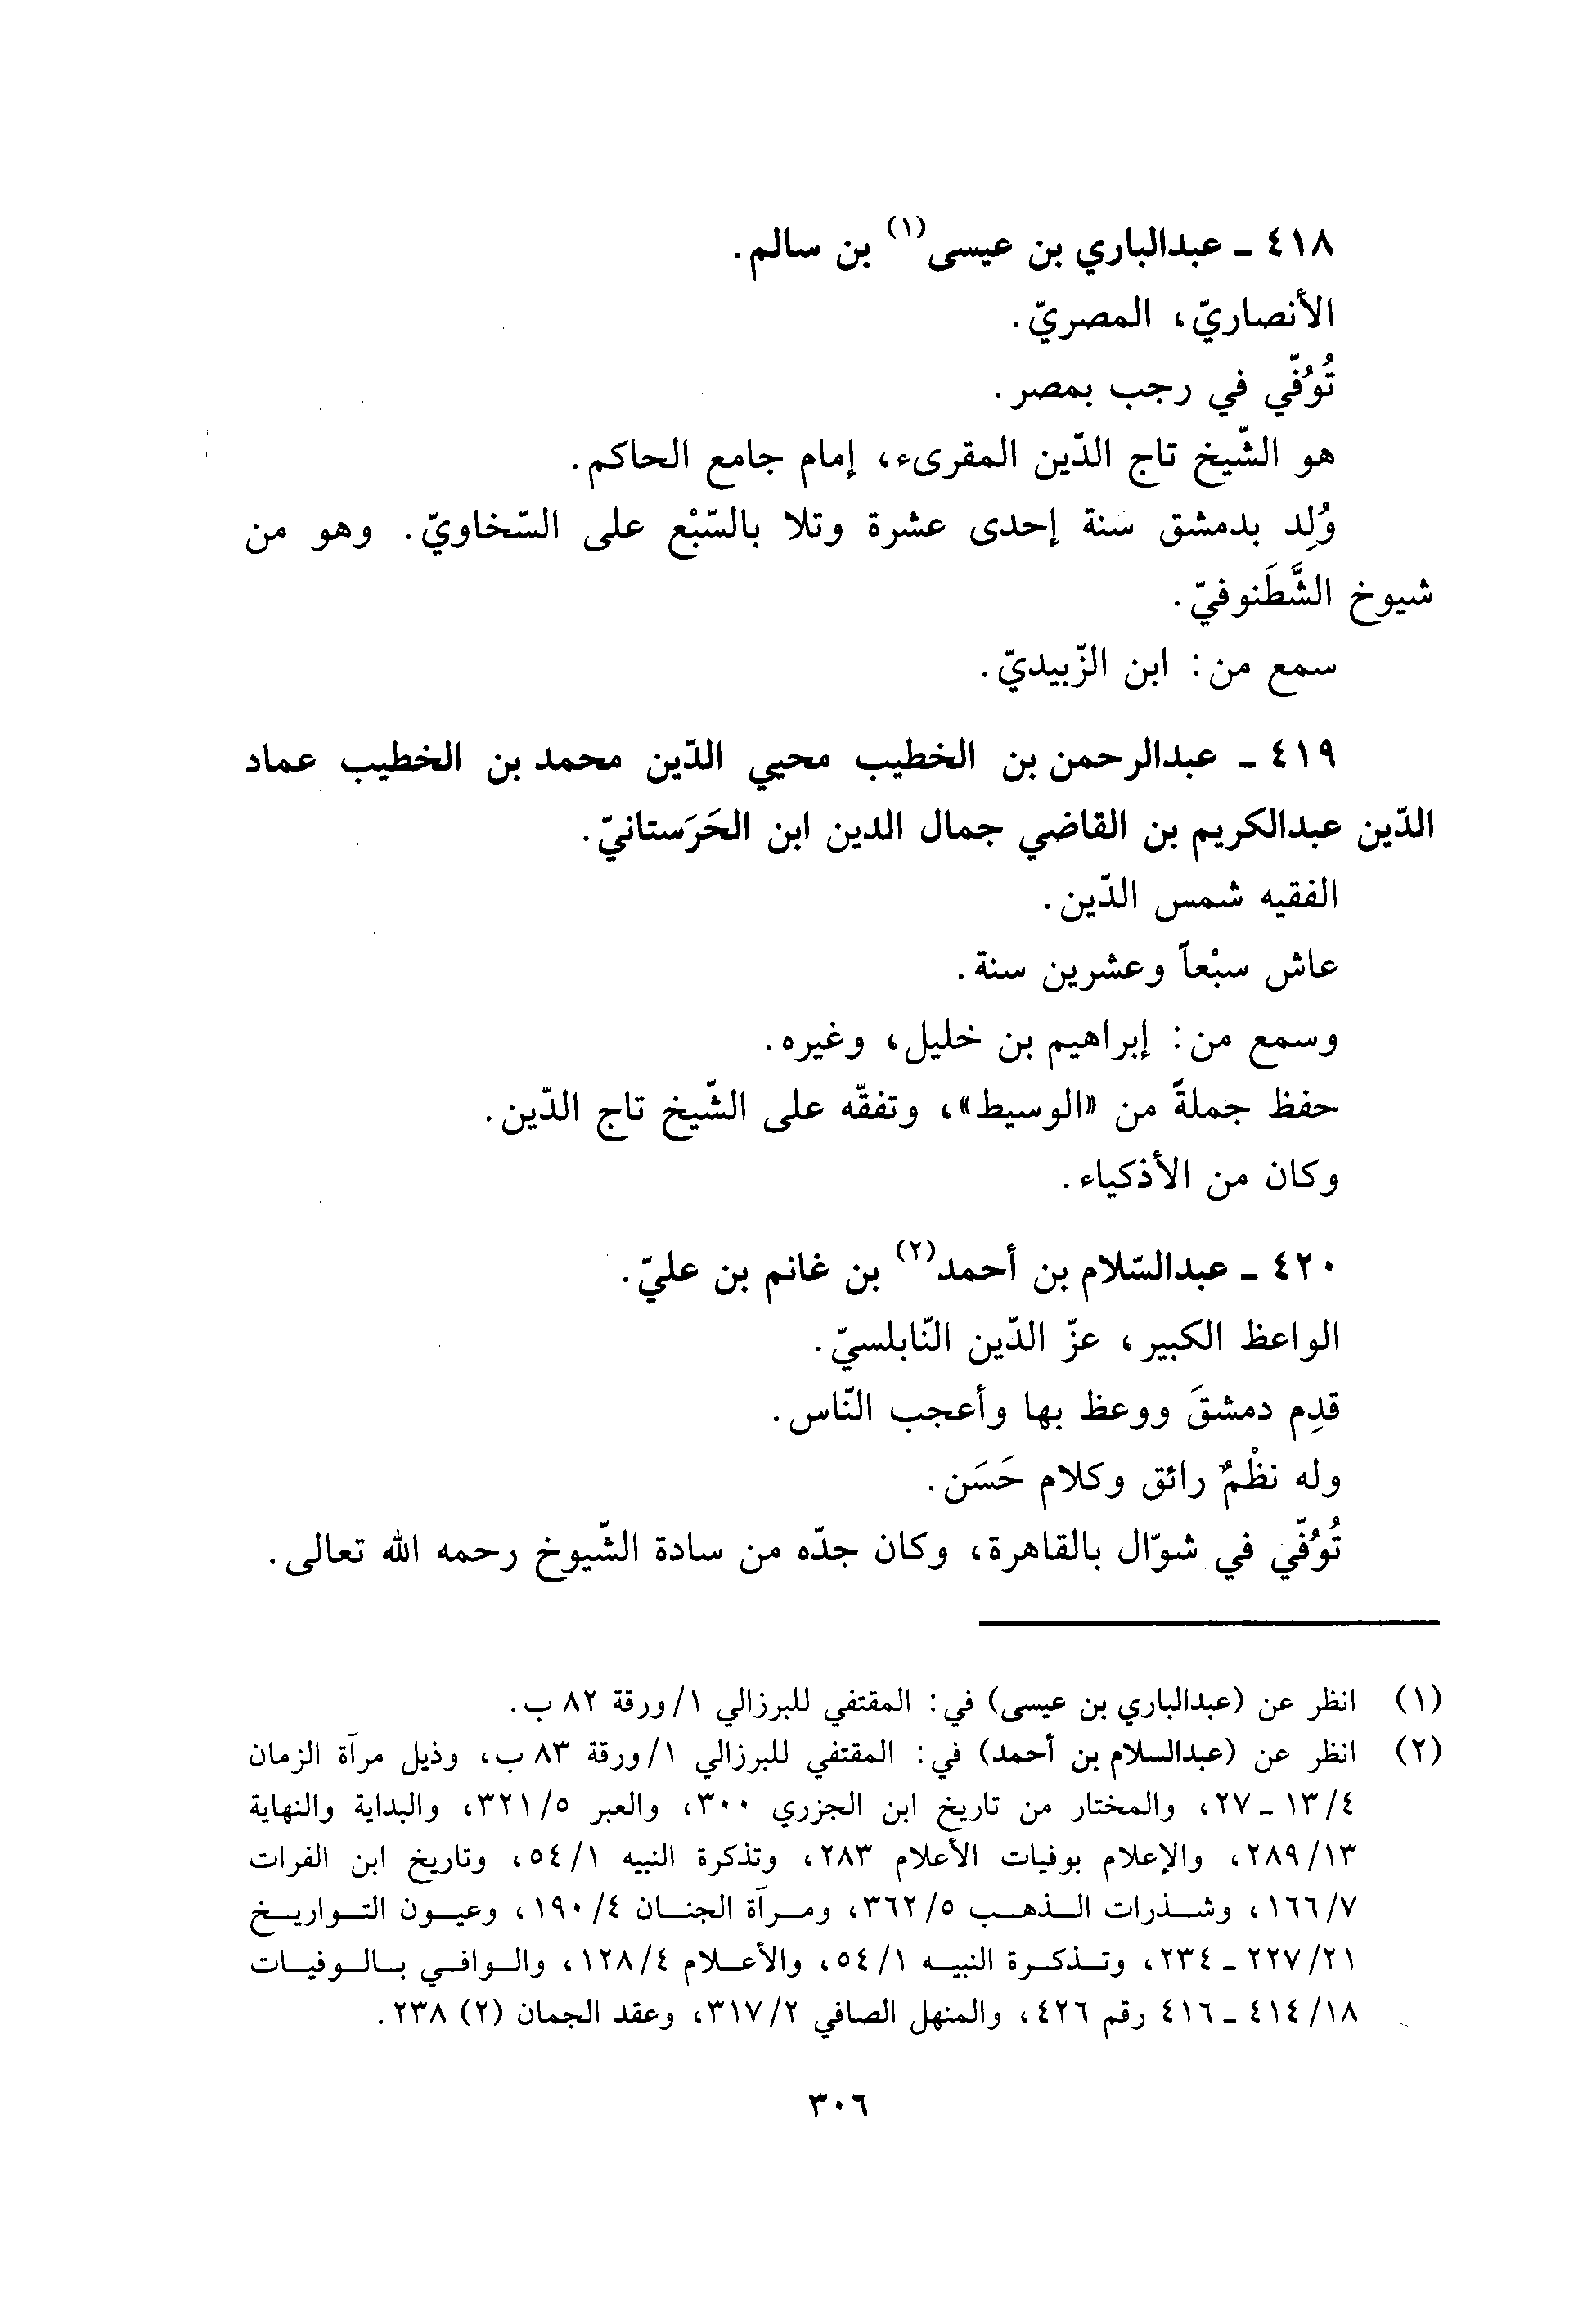 ٤١٨ ـ عبدالباري بن عيسى(١) بن سالم.
الأنصاريّ، المصريّ.
تُوُفّي في رجب بمصر.
هو الشّيخ تاج الدّين المقرىء، إمام جامع الحاكم.
وُلِد بدمشق سنة إحدى عشرة وتلا بالسّبْع على السّخاويّ. وهو من
شيوخ الشَّطَنوفيّ.
سمع من: ابن الزّبيديّ.
٤١٩ ـ عبدالرحمن بن الخطيب محيي الدّين محمد بن الخطيب عماد
الدّين عبدالكريم بن القاضي جمال الدين ابن الحَرَستانيّ.
الفقيه شمس الدّين.
عاش سبْعاً وعشرين سنة.
وسمع من: إبراهيم بن خليل، وغيره.
حفظ جملةً من «الوسيط»، وتفقّه على الشّيخ تاج الدّين.
وكان من الأذكياء.
٤٢٠ ـ عبدالسّلام بن أحمد(٢) بن غانم بن عليّ.
الواعظ الكبير، عزّ الدّين النّابلسيّ.
قدِم دمشقَ ووعظ بها وأعجب النّاس.
وله نظْمٌ رائق وكلام حَسَن.
تُوُفّي في شوّال بالقاهرة، وكان جدّه من سادة الشّيوخ رحمه الله تعالى.
(١) انظر عن (عبدالباري بن عيسى) في: المقتفي للبرزالي ١/ورقة ٨٢ ب.
(٢) انظر عن (عبدالسلام بن أحمد) في: المقتفي للبرزالي ١/ورقة ٨٣ ب، وذيل مرآة الزمان
٤/١٣ ـ ٢٧، والمختار من تاريخ ابن الجزري ٣٠٠، والعبر ٥/٣٢١، والبداية والنهاية
١٣/٢٨٩، والإعلام بوفيات الأعلام ٢٨٣، وتذكرة النبيه ١/٥٤، وتاريخ ابن الفرات
٧/١٦٦، وشـذرات الـذهـب ٥/٣٦٢، ومـرآة الجنـان ٤/١٩٠، وعيـون التـواريـخ
٢١/٢٢٧ ـ ٢٣٤، وتـذكـرة النبيـه ١/٥٤، والأعـلام ٤/١٢٨، والـوافـي بـالـوفيـات
١٨/٤١٤ ـ ٤١٦ رقم ٤٢٦، والمنهل الصافي ٢/٣١٧، وعقد الجمان (٢) ٢٣٨.
٣٠٦